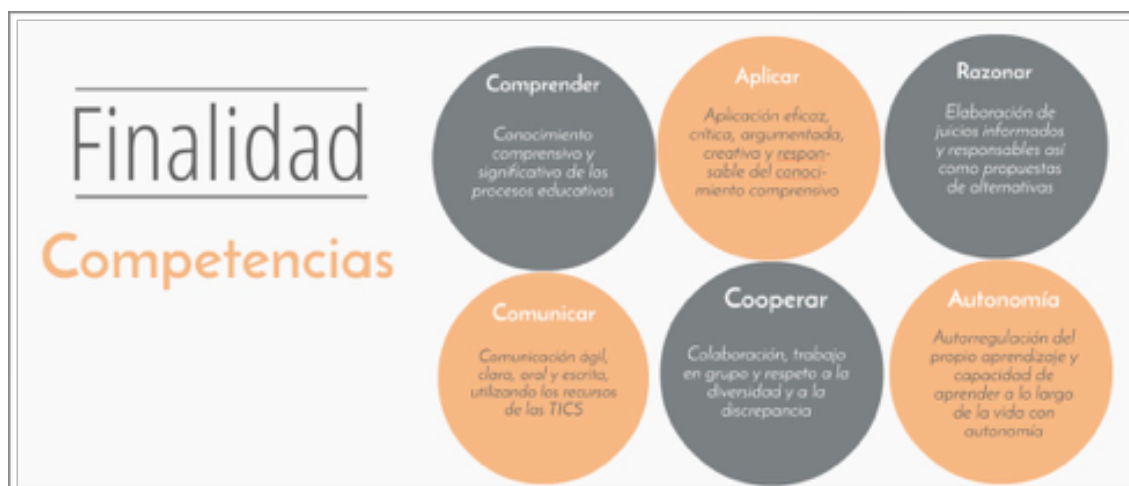 Finalidad
Competencias
Comprender
Conocimiento
comprensivo y
significativo de los
procesos educativos
Aplicar
Aplicación eficaz,
crítica, argumentada,
creativa y respon-
sable del conoci-
miento comprensivo
Razonar
Elaboración de
juicios informados
y responsables así
como propuestas
de alternativas
Comunicar
Comunicación ágil,
clara, oral y escrita,
utilizando los recursos
de las TICS
Cooperar
Colaboración, trabajo
en grupo y respeto a la
diversidad y a la
discrepancia
Autonomía
Autorregulación del
propio aprendizaje y
capacidad de
aprender a lo largo
de la vida con
autonomía